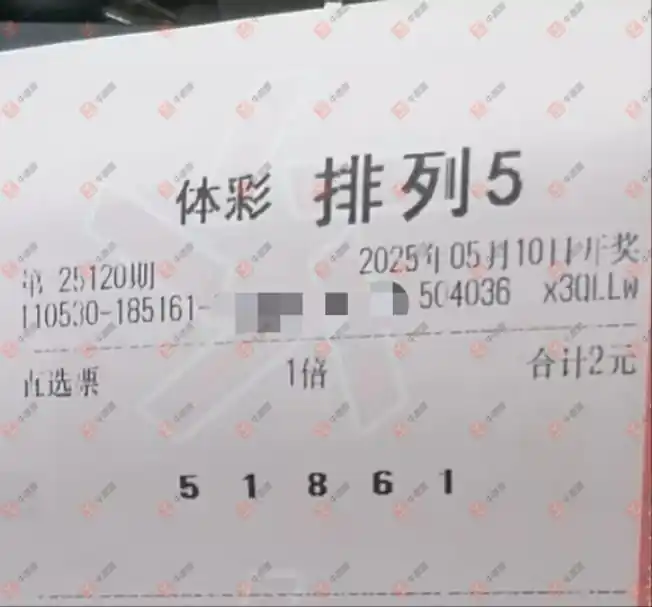 体彩 排列5
第 25120期 2025年05月10日开奖
110530-185161- 504036 x3QLLW
直选票 1倍 合计2元
5 1 8 6 1